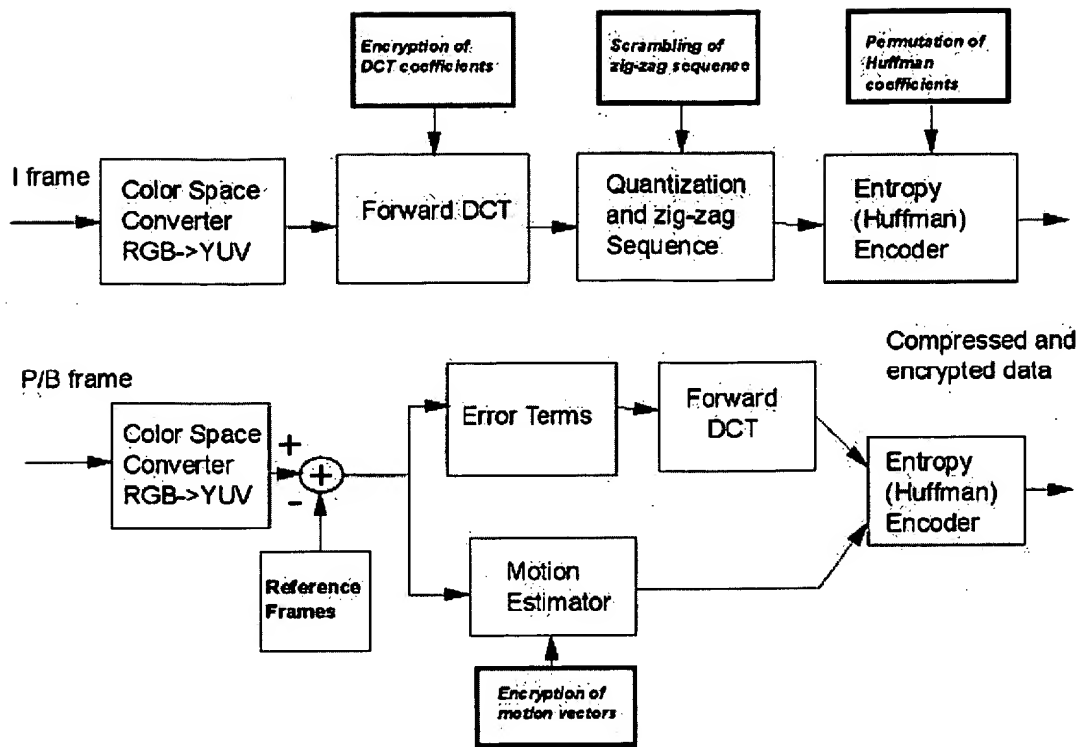 Encryption of
DCT coefficients
Scrambling of
zig-zag sequence
Permutation of
Huffman
coefficients
I frame
Color Space
Converter
RGB->YUV
Forward DCT
Quantization
and zig-zag
Sequence
Entropy
(Huffman)
Encoder
Compressed and
encrypted data
P/B frame
Color Space
Converter
RGB->YUV
+
-
+
Reference
Frames
Error Terms
Forward
DCT
Motion
Estimator
Entropy
(Huffman)
Encoder
Encryption of
motion vectors